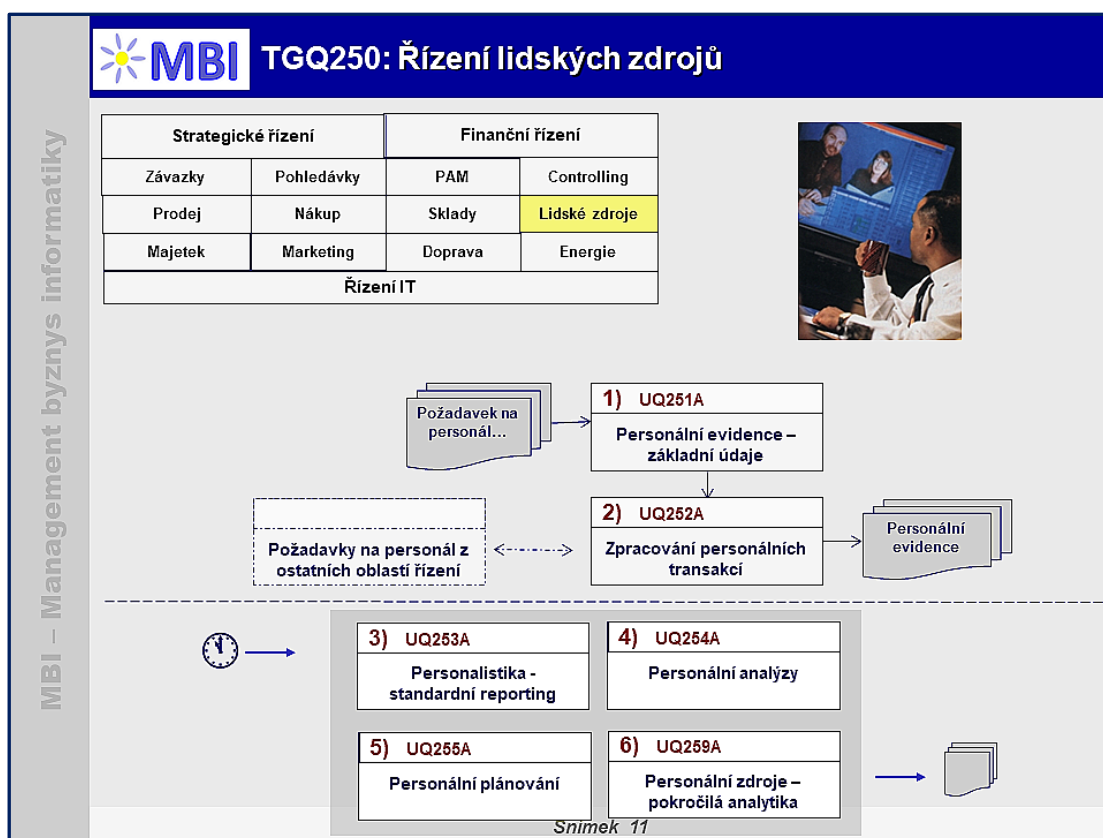 MBI
TGQ250: Řízení lidských zdrojů
MBI – Management byznys informatiky
Strategické řízení
Finanční řízení
Závazky
Pohledávky
PAM
Controlling
Prodej
Nákup
Sklady
Lidské zdroje
Majetek
Marketing
Doprava
Energie
Řízení IT
Požadavek na
personál...
1) UQ251A
Personální evidence –
základní údaje
2) UQ252A
Zpracování personálních
transakcí
Požadavky na personál z
ostatních oblastí řízení
Personální
evidence
3) UQ253A
Personalistika -
standardní reporting
4) UQ254A
Personální analýzy
5) UQ255A
Personální plánování
6) UQ259A
Personální zdroje –
pokročilá analytika
Snímek 11